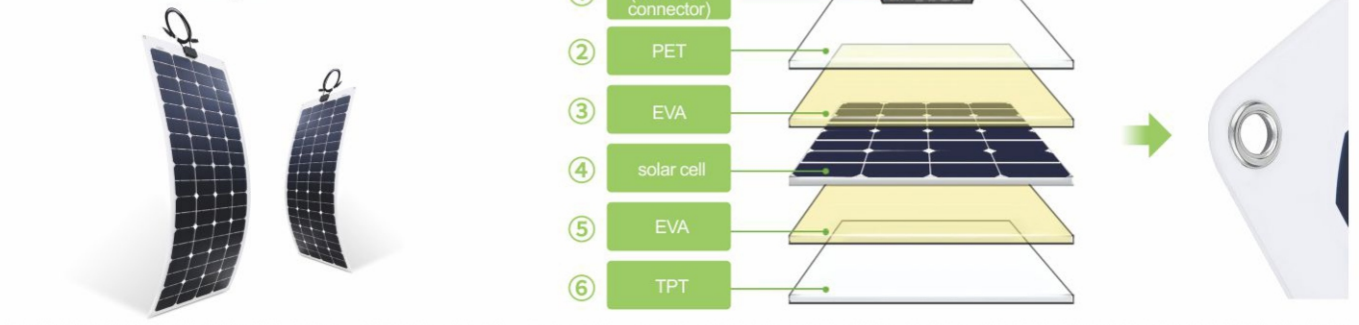 connector)
② PET
③ EVA
④ solar cell
⑤ EVA
⑥ TPT